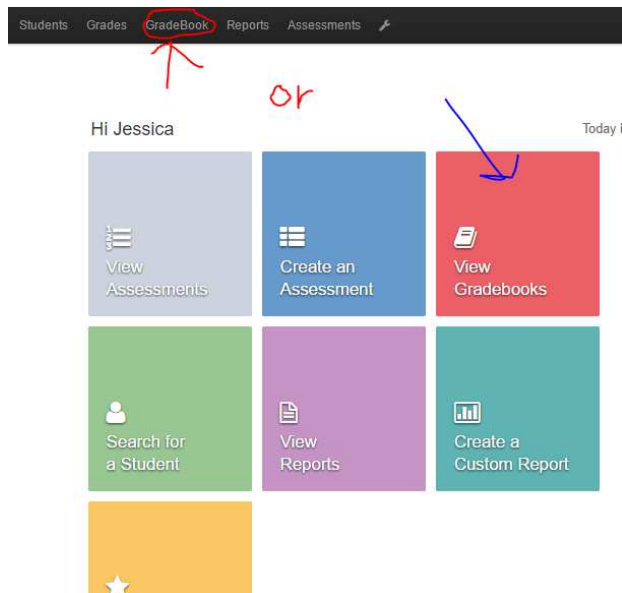 Students Grades GradeBook Reports Assessments
or
Hi Jessica
Today i
View
Assessments
Create an
Assessment
View
Gradebooks
Search for
a Student
View
Reports
Create a
Custom Report